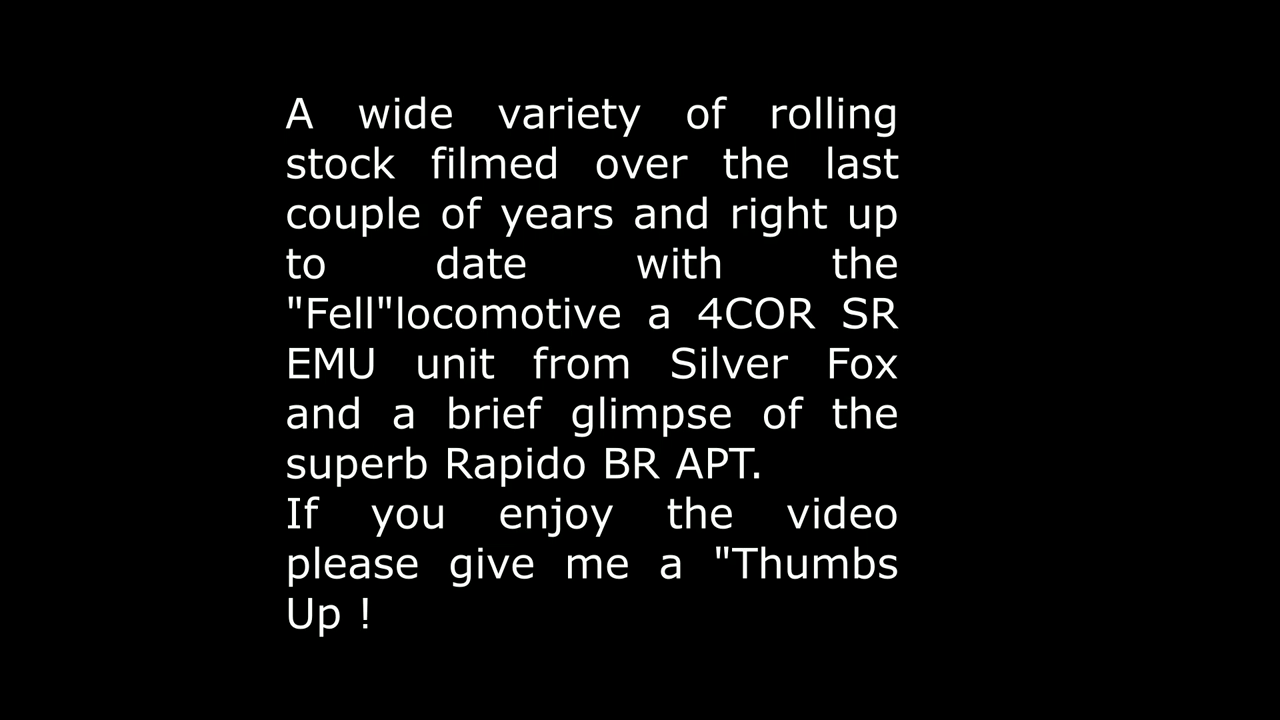 A wide variety of rolling
stock filmed over the last
couple of years and right up
to date with the
"Fell"locomotive a 4COR SR
EMU unit from Silver Fox
and a brief glimpse of the
superb Rapido BR APT.
If you enjoy the video
please give me a "Thumbs
Up !